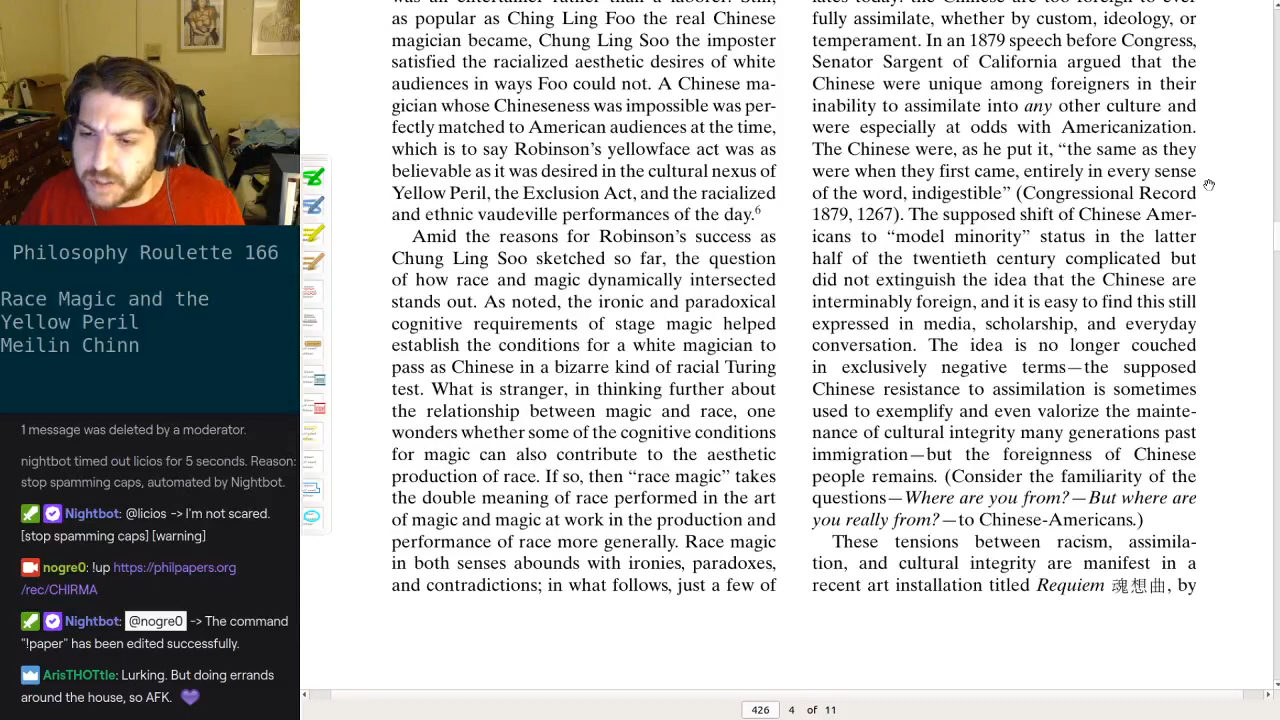 Philosophy Roulette 166
Race, Magic and the
Yellow Peril
Meilin Chinn
1 message was deleted by a moderator.
Nightbot timed out licios for 5 seconds. Reason:
stop spamming caps, automated by Nightbot.
Nightbot: @licios -> I'm not scared.
[stop spamming caps] [warning]
nogre0: !up https://philpapers.org
/rec/CHIRMA
Nightbot: @nogre0 -> The command
"!paper" has been edited successfully.
ArisTHOTtle: Lurking. But doing errands
around the house, so AFK.
was an entertainer rather than a laborer. Still,
as popular as Ching Ling Foo the real Chinese
magician became, Chung Ling Soo the imposter
satisfied the racialized aesthetic desires of white
audiences in ways Foo could not. A Chinese ma-
gician whose Chineseness was impossible was per-
fectly matched to American audiences at the time,
which is to say Robinson's yellowface act was as
believable as it was desired in the cultural nexus of
Yellow Peril, the Exclusion Act, and the racialized
and ethnic vaudeville performances of the era.6
Amid the reasons for Robinson's success as
Chung Ling Soo sketched so far, the question
of how race and magic dynamically interacted
stands out. As noted, the ironic and paradoxical
cognitive requirements of magic might seem to
establish the conditions for a white magician to
pass as Chinese in a rare kind of racial imposter
test. What is stranger is thinking further about
the relationship between magic and race. One
wonders whether some of the cognition necessary
for magic can also contribute to the aesthetic
production of race. Is there then “race magic” in
the double meaning of race performed in the art
of magic and magic at work in the production and
performance of race more generally. Race magic
in both senses abounds with ironies, paradoxes,
and contradictions; in what follows, just a few of
lates today: the Chinese are too foreign to ever
fully assimilate, whether by custom, ideology, or
temperament. In an 1879 speech before Congress,
Senator Sargent of California argued that the
Chinese were unique among foreigners in their
inability to assimilate into any other culture and
were especially at odds with Americanization.
The Chinese were, as he put it, “the same as they
were when they first came, entirely in every sense
of the word, indigestible” (Congressional Record
1879, 1267). The supposed shift of Chinese Amer-
icans to “model minority” status in the latter
half of the twentieth century complicated but
did not extinguish the idea that the Chinese are
interminably foreign, and it is easy to find this idea
expressed in media, scholarship, and everyday
conversation. The idea is no longer couched
in exclusively negative terms—the supposed
Chinese resistance to assimilation is sometimes
said to exemplify and even valorize the mainte-
nance of cultural integrity many generations into
immigration—but the foreignness of Chinese
people remains. (Consider the familiarity of the
questions—Where are you from?—But where are
you really from?—to Chinese-Americans.)
These tensions between racism, assimila-
tion, and cultural integrity are manifest in a
recent art installation titled Requiem 魂想曲, by
426
4 of 11